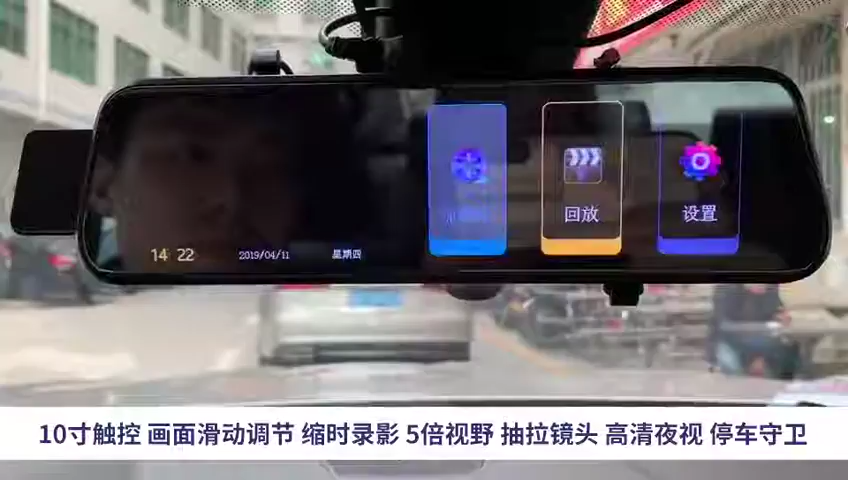 回放
设置
14 22
2019/04/11
星期四
10寸触控 画面滑动调节 缩时录影 5倍视野 抽拉镜头 高清夜视 停车守卫